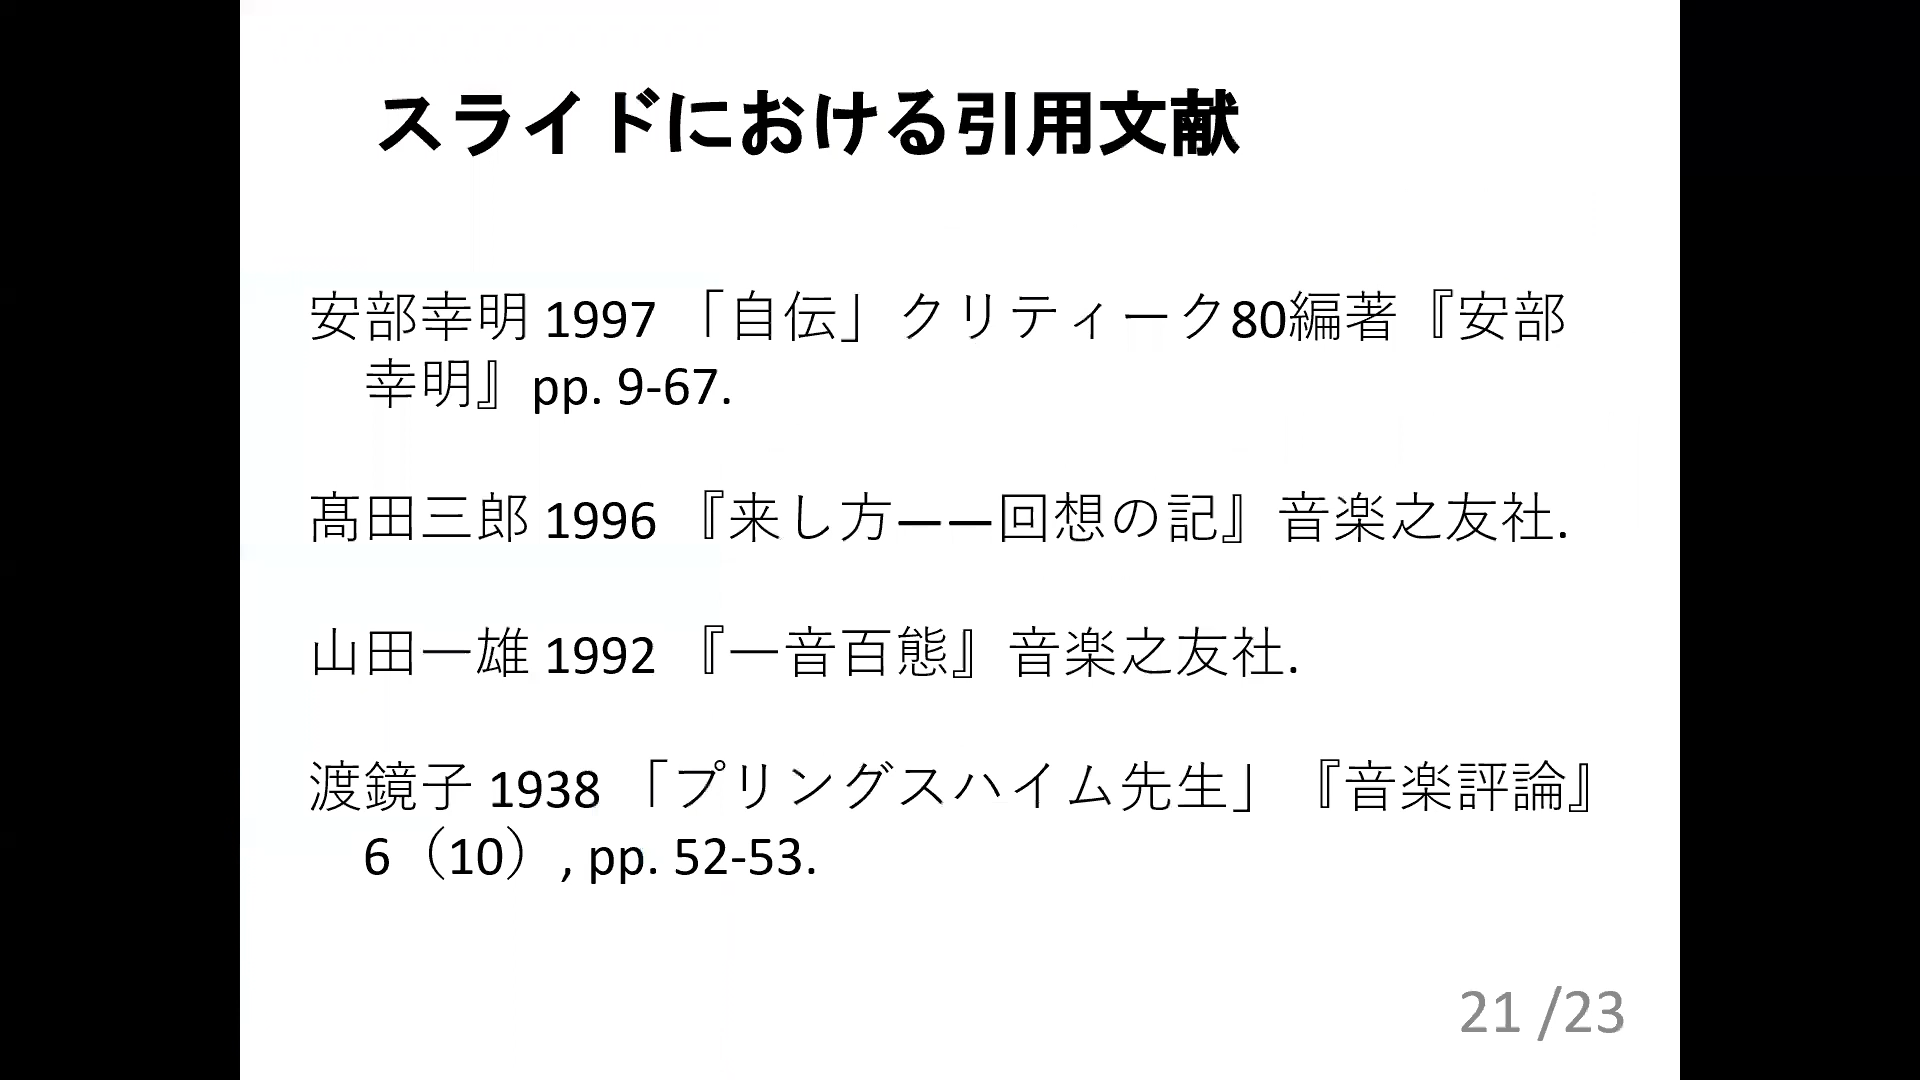 スライドにおける引用文献
安部幸明 1997 「自伝」クリティーク80編著『安部
幸明』pp. 9-67.
髙田三郎 1996 『来し方——回想の記』音楽之友社.
山田一雄 1992 『一音百態』音楽之友社.
渡鏡子 1938 「プリングスハイム先生」『音楽評論』
6（10）, pp. 52-53.
21 /23